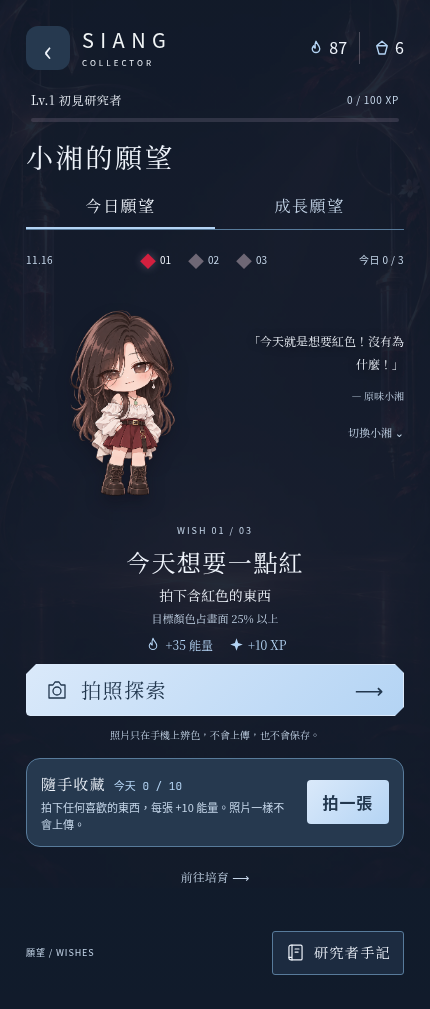 ‹
SIANG
COLLECTOR
87
6
Lv.1 初見研究者
0 / 100 XP
小湘的願望
今日願望
成長願望
11.16
01
02
03
今日 0 / 3
「今天就是想要紅色！沒有為
什麼！」
— 原味小湘
切換小湘 ⌄
WISH 01 / 03
今天想要一點紅
拍下含紅色的東西
目標顏色占畫面 25% 以上
+35 能量
+10 XP
拍照探索 ⟶
照片只在手機上辨色，不會上傳，也不會保存。
隨手收藏 今天 0 / 10
拍下任何喜歡的東西，每張 +10 能量。照片一樣不
會上傳。
拍一張
前往培育 ⟶
願望 / WISHES
研究者手記